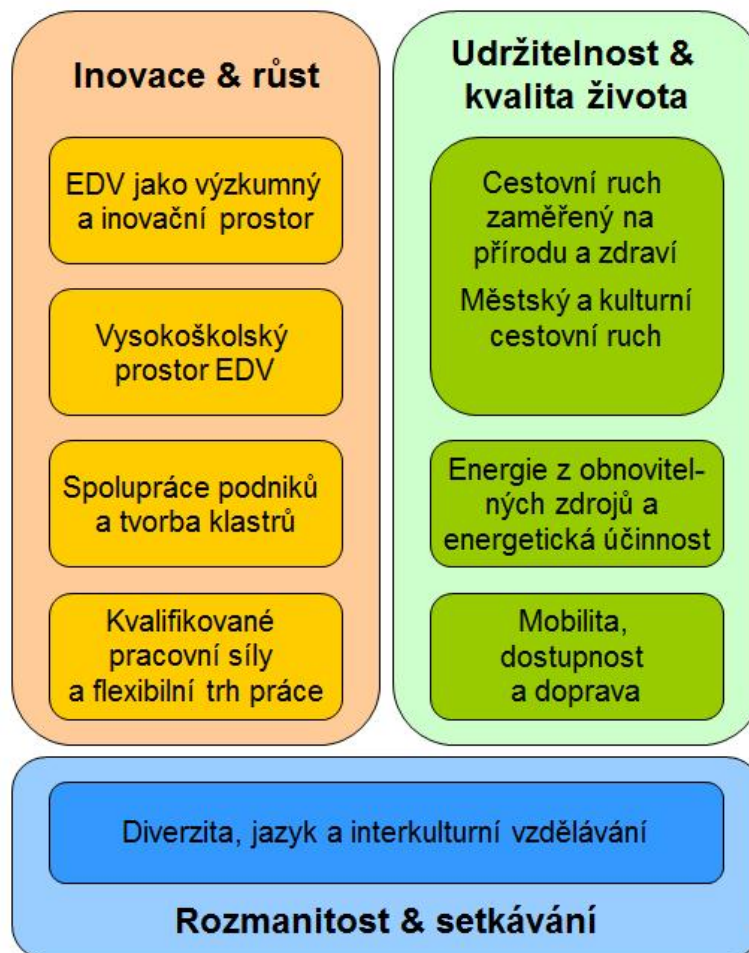 Inovace & růst
EDV jako výzkumný
a inovační prostor
Vysokoškolský
prostor EDV
Spolupráce podniků
a tvorba klastrů
Kvalifikované
pracovní síly
a flexibilní trh práce
Udržitelnost &
kvalita života
Cestovní ruch
zaměřený na
přírodu a zdraví
Městský a kulturní
cestovní ruch
Energie z obnovitel-
ných zdrojů a
energetická účinnost
Mobilita,
dostupnost
a doprava
Diverzita, jazyk a interkulturní vzdělávání
Rozmanitost & setkávání